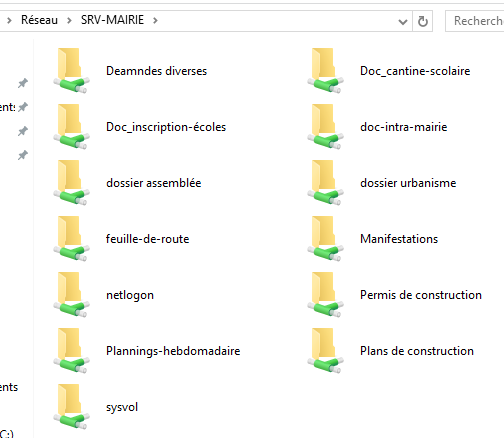 Réseau > SRV-MAIRIE >
Recherche
Deamndes diverses
Doc_cantine-scolaire
Doc_inscription-écoles
doc-intra-mairie
dossier assemblée
dossier urbanisme
feuille-de-route
Manifestations
netlogon
Permis de construction
Plannings-hebdomadaire
Plans de construction
sysvol
ents
ents
C:)